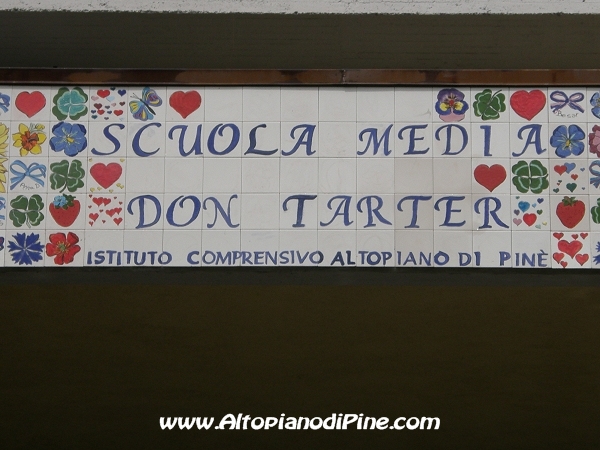 SCUOLA MEDIA
DON TARTER
ISTITUTO COMPRENSIVO ALTOPIANO DI PINÈ
www.AltopianodiPine.com